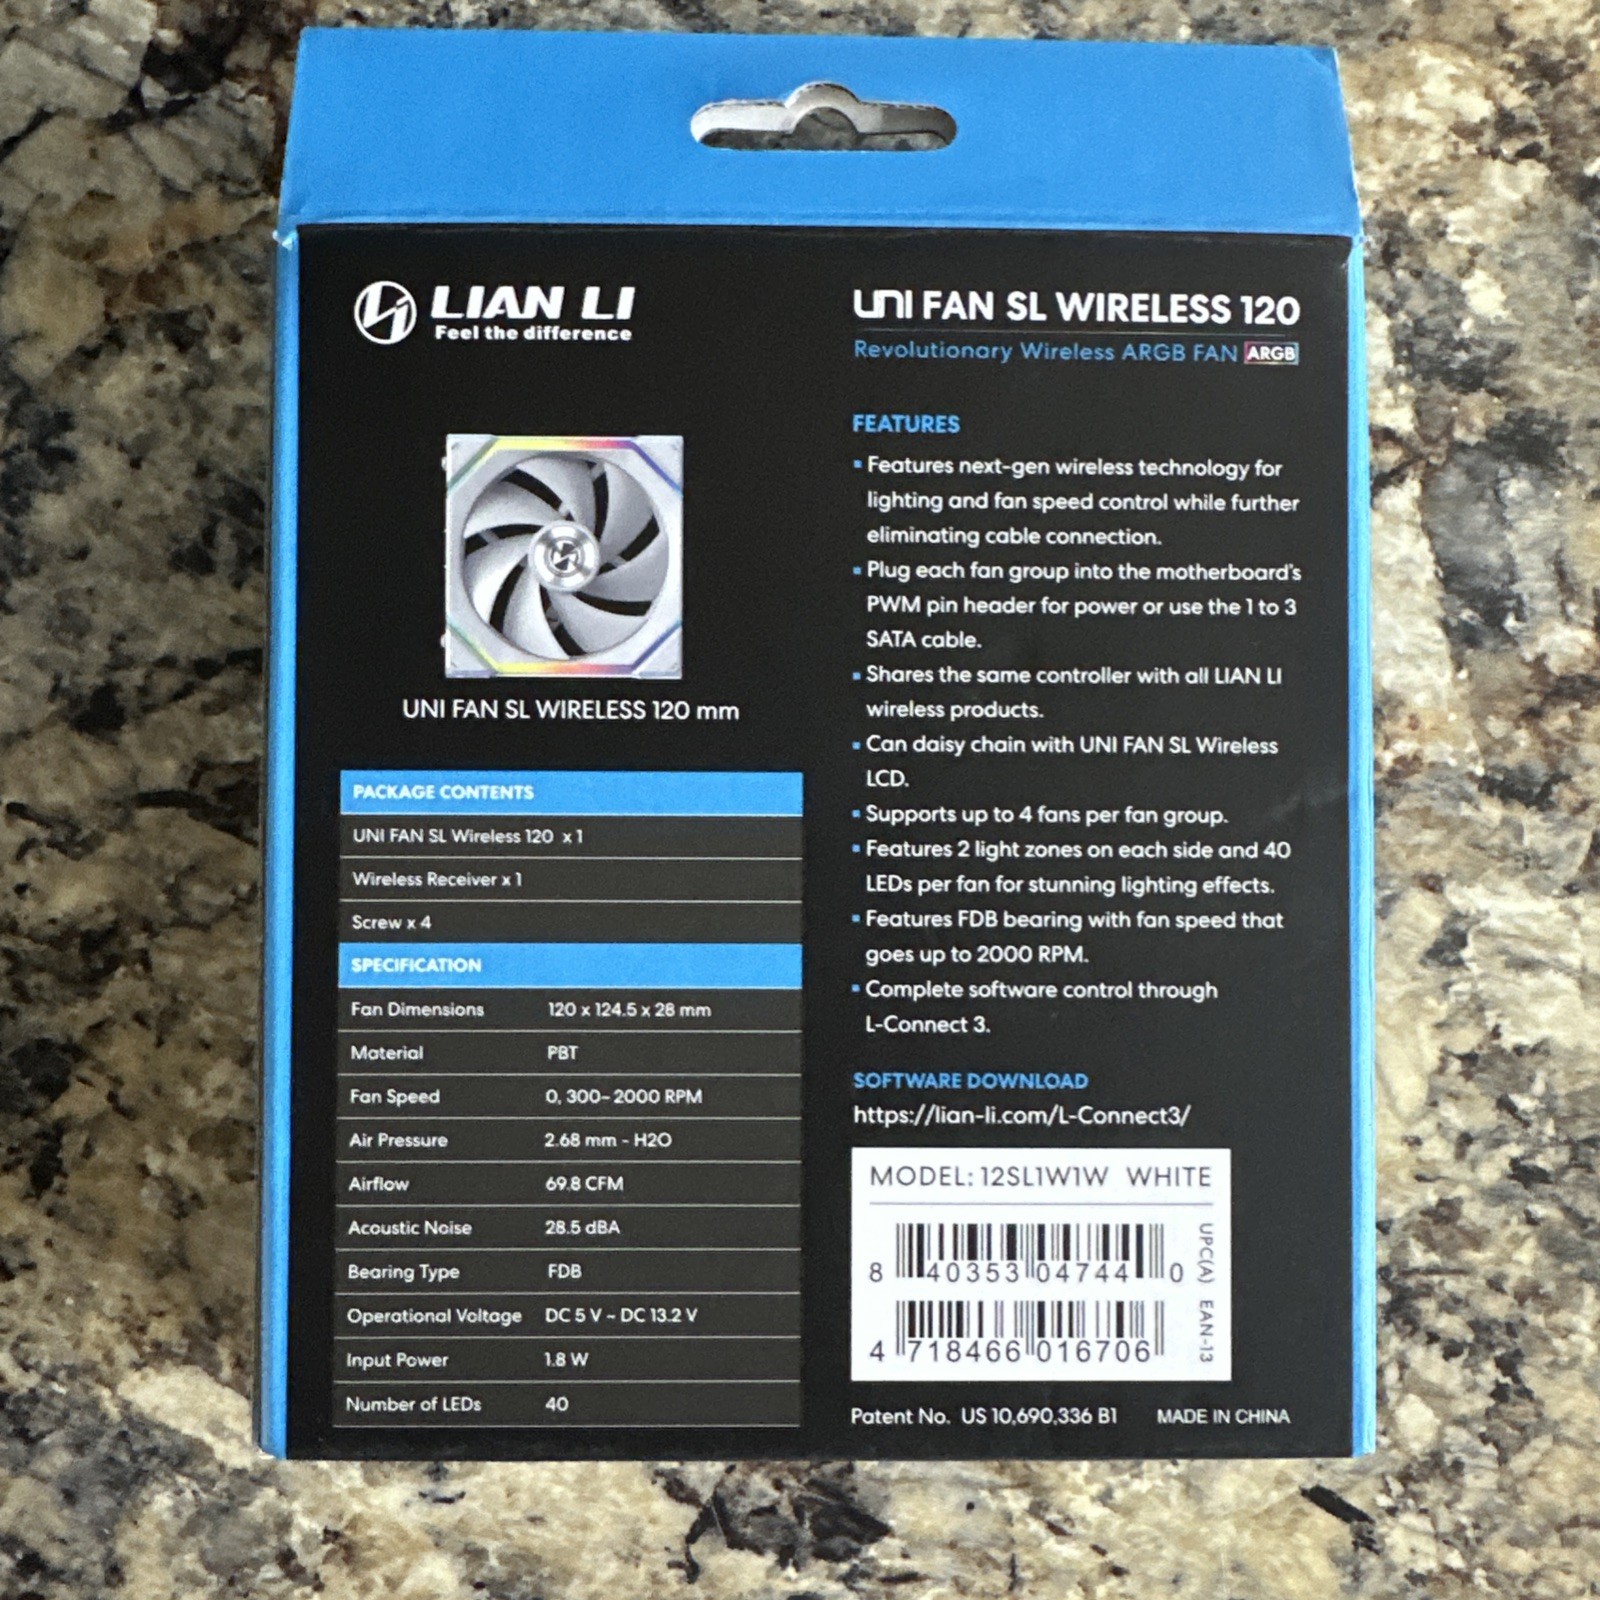 LIAN LI
Feel the difference
UNI FAN SL WIRELESS 120 mm
PACKAGE CONTENTS
UNI FAN SL Wireless 120 x 1
Wireless Receiver x 1
Screw x 4
SPECIFICATION
Fan Dimensions 120 x 124.5 x 28 mm
Material PBT
Fan Speed 0, 300~2000 RPM
Air Pressure 2.68 mm - H2O
Airflow 69.8 CFM
Acoustic Noise 28.5 dBA
Bearing Type FDB
Operational Voltage DC 5 V ~ DC 13.2 V
Input Power 1.8 W
Number of LEDs 40
UNI FAN SL WIRELESS 120
Revolutionary Wireless ARGB FAN ARGB
FEATURES
▪ Features next-gen wireless technology for
lighting and fan speed control while further
eliminating cable connection.
▪ Plug each fan group into the motherboard's
PWM pin header for power or use the 1 to 3
SATA cable.
▪ Shares the same controller with all LIAN LI
wireless products.
▪ Can daisy chain with UNI FAN SL Wireless
LCD.
▪ Supports up to 4 fans per fan group.
▪ Features 2 light zones on each side and 40
LEDs per fan for stunning lighting effects.
▪ Features FDB bearing with fan speed that
goes up to 2000 RPM.
▪ Complete software control through
L-Connect 3.
SOFTWARE DOWNLOAD
https://lian-li.com/L-Connect3/
MODEL: 12SL1W1W WHITE
8 40353 04744 0
UPC(A)
4 718466 016706
EAN-13
Patent No. US 10,690,336 B1 MADE IN CHINA